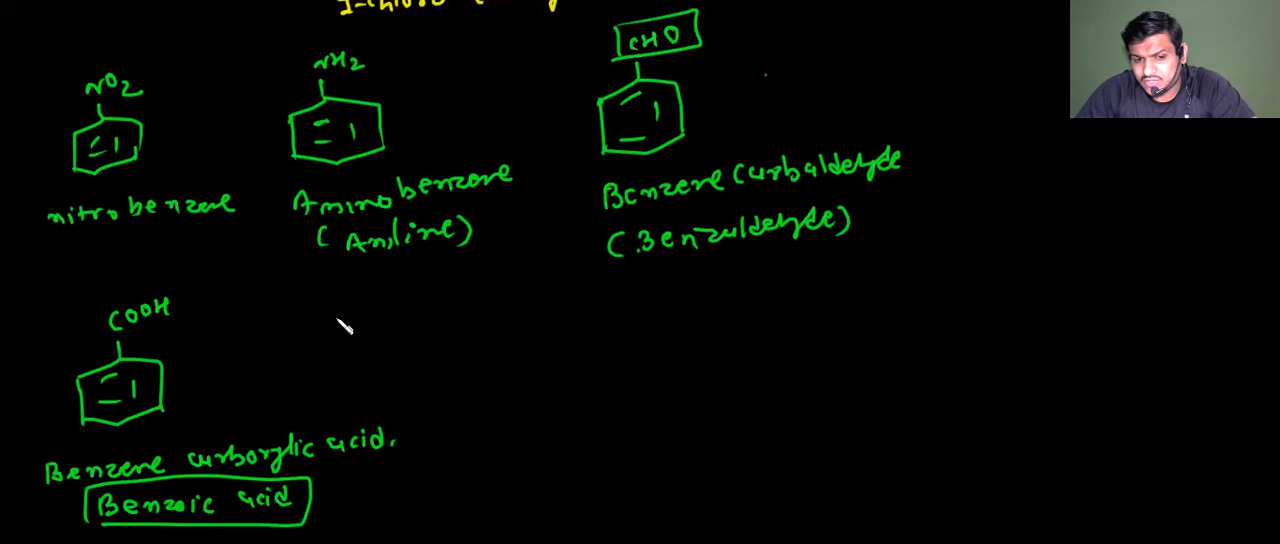 NO2
nitrobenzene
NH2
Aminobenzene
(Aniline)
CHO
Benzene Carbaldehyde
(Benzaldehyde)
COOH
Benzene carboxylic acid.
Benzoic acid